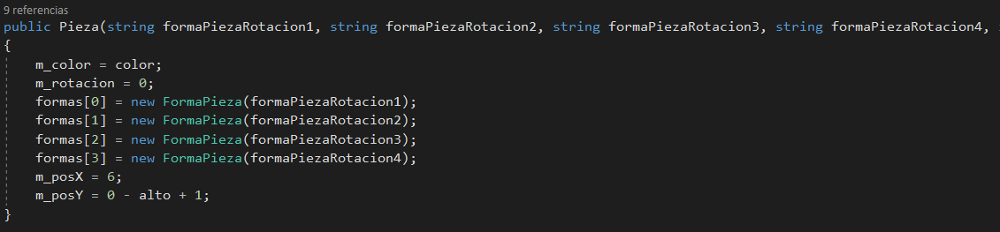 9 referencias
public Pieza(string formaPiezaRotacion1, string formaPiezaRotacion2, string formaPiezaRotacion3, string formaPiezaRotacion4,
{
    m_color = color;
    m_rotacion = 0;
    formas[0] = new FormaPieza(formaPiezaRotacion1);
    formas[1] = new FormaPieza(formaPiezaRotacion2);
    formas[2] = new FormaPieza(formaPiezaRotacion3);
    formas[3] = new FormaPieza(formaPiezaRotacion4);
    m_posX = 6;
    m_posY = 0 - alto + 1;
}